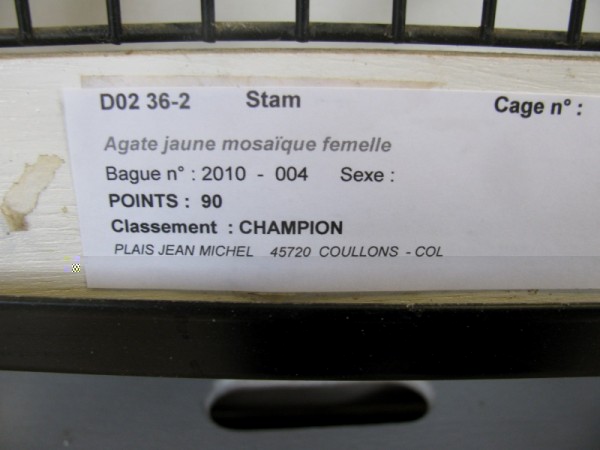 D02 36-2 Stam Cage n° :
Agate jaune mosaïque femelle
Bague n° : 2010 - 004 Sexe :
POINTS : 90
Classement : CHAMPION
PLAIS JEAN MICHEL 45720 COULLONS - COL